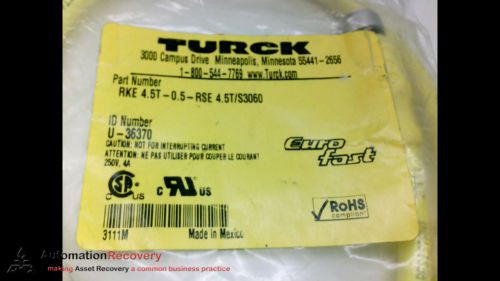 TURCK
3000 Campus Drive Minneapolis, Minnesota 55441-2656
1-800-544-7769 www.Turck.com
Part Number
RKE 4.5T-0.5-RSE 4.5T/S3060
ID Number
U-36370
CAUTION: NOT FOR INTERRUPTING CURRENT
ATTENTION: NE PAS UTILISER POUR COUPER LE COURANT
250V, 4A
euro
fast
C US
C US
RoHS
compliant
3111M
Made in Mexico
AutomationRecovery
making Asset Recovery a common business practice